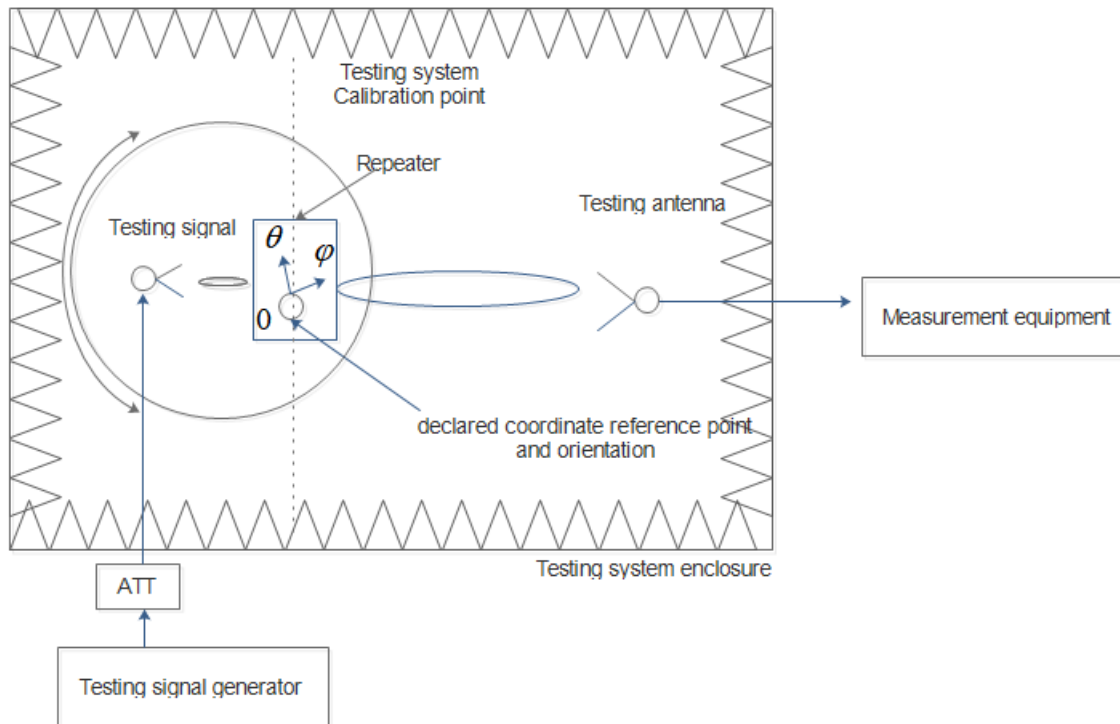 Testing system
Calibration point
Repeater
Testing antenna
Testing signal
θ
φ
0
Measurement equipment
declared coordinate reference point
and orientation
Testing system enclosure
ATT
Testing signal generator